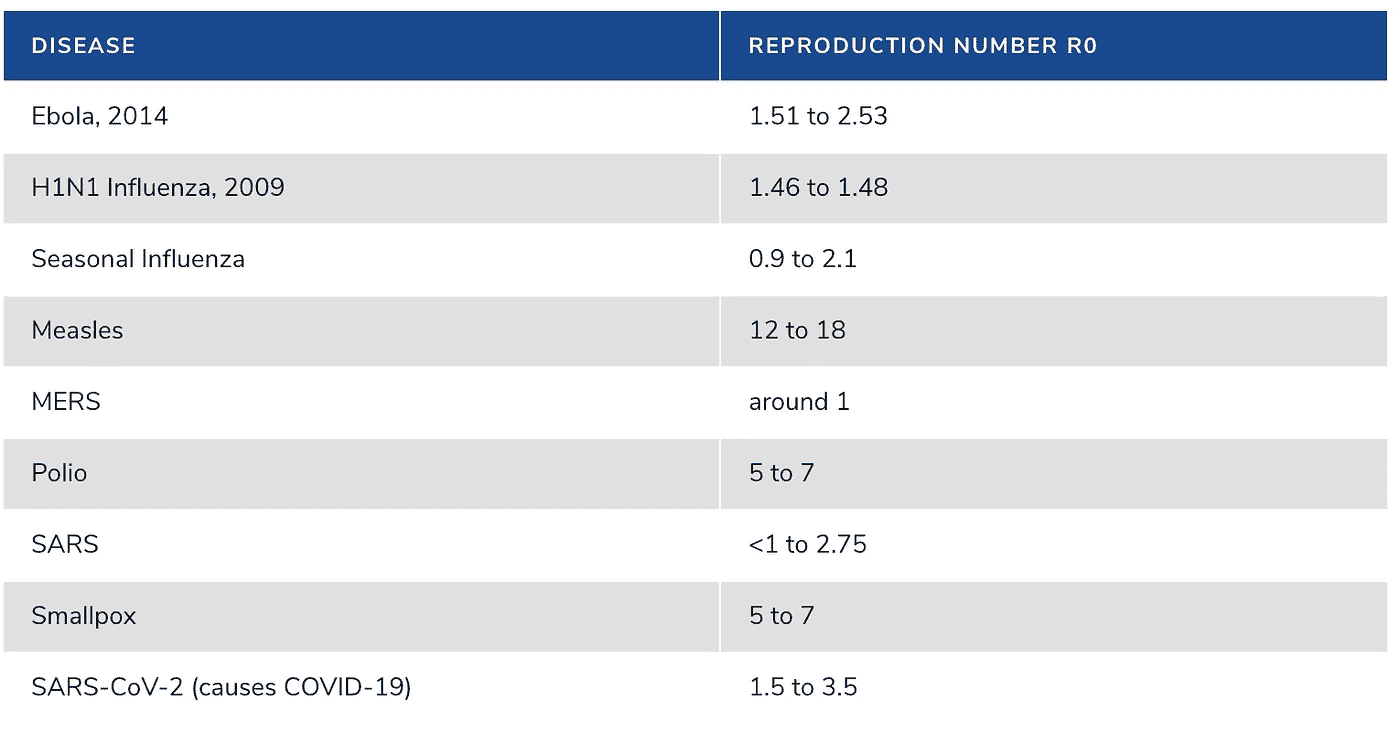 DISEASE REPRODUCTION NUMBER R0
Ebola, 2014 1.51 to 2.53
H1N1 Influenza, 2009 1.46 to 1.48
Seasonal Influenza 0.9 to 2.1
Measles 12 to 18
MERS around 1
Polio 5 to 7
SARS <1 to 2.75
Smallpox 5 to 7
SARS-CoV-2 (causes COVID-19) 1.5 to 3.5